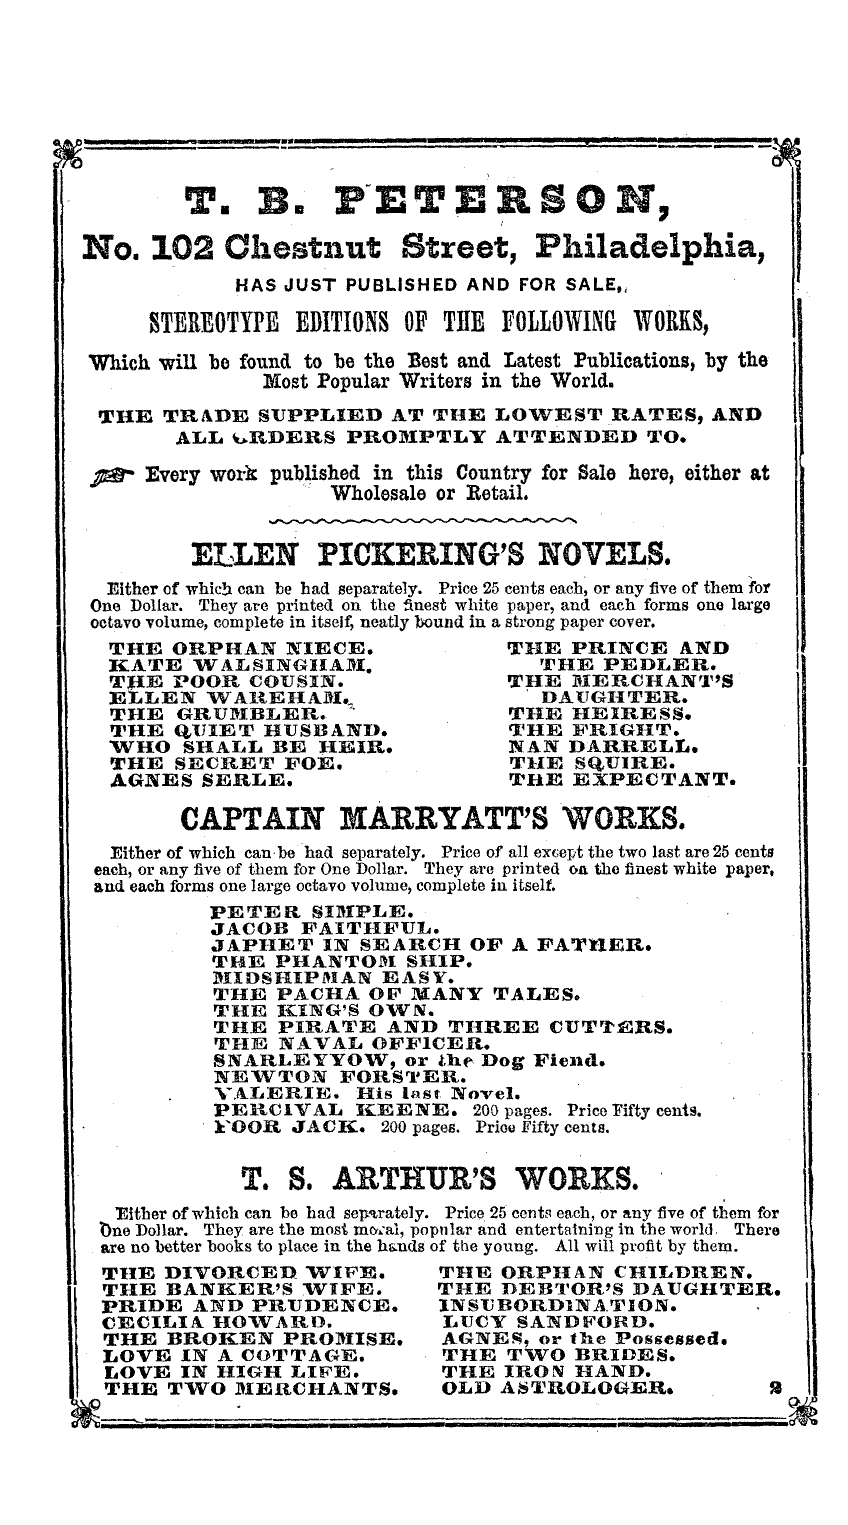 T. B. PETERSON,
No. 102 Chestnut Street, Philadelphia,
HAS JUST PUBLISHED AND FOR SALE,
STEREOTYPE EDITIONS OF THE FOLLOWING WORKS,
Which will be found to be the Best and Latest Publications, by the
Most Popular Writers in the World.
THE TRADE SUPPLIED AT THE LOWEST RATES, AND
ALL ORDERS PROMPTLY ATTENDED TO.
☞ Every work published in this Country for Sale here, either at
Wholesale or Retail.
ELLEN PICKERING'S NOVELS.
Either of which can be had separately. Price 25 cents each, or any five of them for
One Dollar. They are printed on the finest white paper, and each forms one large
octavo volume, complete in itself, neatly bound in a strong paper cover.
THE ORPHAN NIECE.
KATE WALSINGHAM.
THE POOR COUSIN.
ELLEN WAREHAM.
THE GRUMBLER.
THE QUIET HUSBAND.
WHO SHALL BE HEIR.
THE SECRET FOE.
AGNES SERLE.
THE PRINCE AND
THE PEDLER.
THE MERCHANT'S
DAUGHTER.
THE HEIRESS.
THE FRIGHT.
NAN DARRELL.
THE SQUIRE.
THE EXPECTANT.
CAPTAIN MARRYATT'S WORKS.
Either of which can be had separately. Price of all except the two last are 25 cents
each, or any five of them for One Dollar. They are printed on the finest white paper,
and each forms one large octavo volume, complete in itself.
PETER SIMPLE.
JACOB FAITHFUL.
JAPHET IN SEARCH OF A FATHER.
THE PHANTOM SHIP.
MIDSHIPMAN EASY.
THE PACHA OF MANY TALES.
THE KING'S OWN.
THE PIRATE AND THREE CUTTERS.
THE NAVAL OFFICER.
SNARLEYYOW, or the Dog Fiend.
NEWTON FORSTER.
VALERIE. His last Novel.
PERCIVAL KEENE. 200 pages. Price Fifty cents.
POOR JACK. 200 pages. Price Fifty cents.
T. S. ARTHUR'S WORKS.
Either of which can be had separately. Price 25 cents each, or any five of them for
One Dollar. They are the most moral, popular and entertaining in the world. There
are no better books to place in the hands of the young. All will profit by them.
THE DIVORCED WIFE.
THE BANKER'S WIFE.
PRIDE AND PRUDENCE.
CECILIA HOWARD.
THE BROKEN PROMISE.
LOVE IN A COTTAGE.
LOVE IN HIGH LIFE.
THE TWO MERCHANTS.
THE ORPHAN CHILDREN.
THE DEBTOR'S DAUGHTER.
INSUBORDINATION.
LUCY SANDFORD.
AGNES, or the Possessed.
THE TWO BRIDES.
THE IRON HAND.
OLD ASTROLOGER.
2